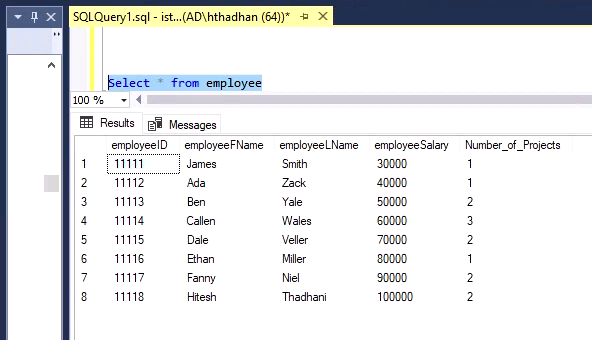 SQLQuery1.sql - ist...(AD\hthadhan (64))*
Select * from employee
100 %
Results Messages
employeeID employeeFName employeeLName employeeSalary Number_of_Projects
1 11111 James Smith 30000 1
2 11112 Ada Zack 40000 1
3 11113 Ben Yale 50000 2
4 11114 Callen Wales 60000 3
5 11115 Dale Veller 70000 2
6 11116 Ethan Miller 80000 1
7 11117 Fanny Niel 90000 2
8 11118 Hitesh Thadhani 100000 2